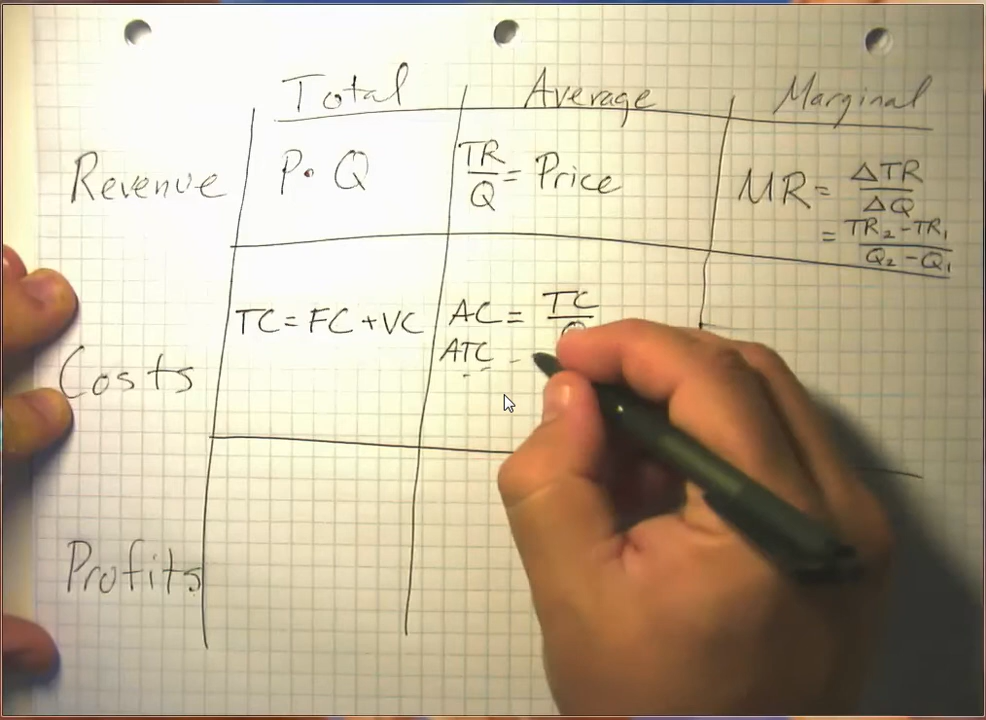 Total Average Marginal
Revenue P • Q TR/Q = Price MR = ΔTR/ΔQ
= TR₂ - TR₁/Q₂ - Q₁
Costs TC = FC + VC AC = TC/Q
ATC -
Profits